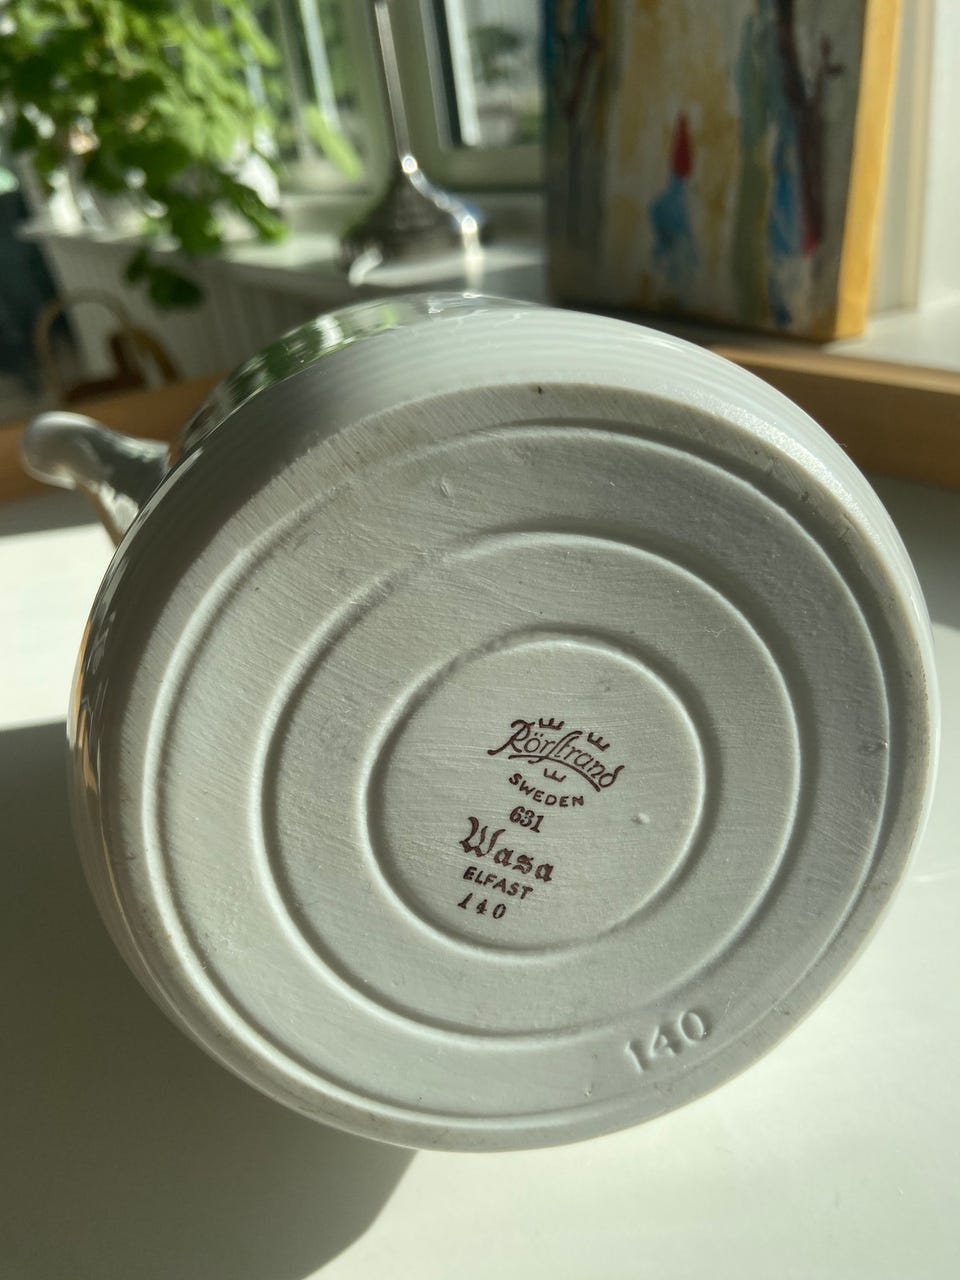 Rörstrand
SWEDEN
631
Wasa
ELFAST
140
140